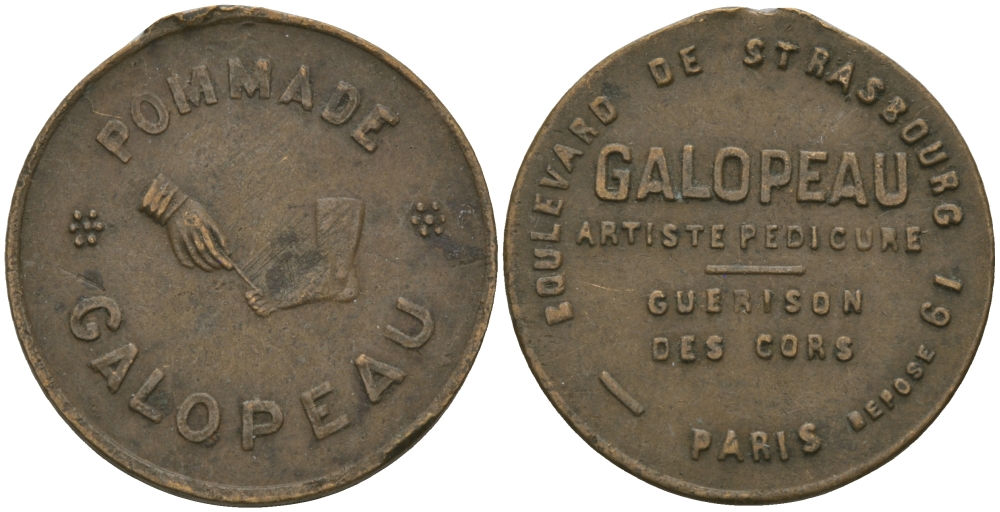 POMMADE
GALOPEAU
BOULEVARD DE STRASBOURG 19
GALOPEAU
ARTISTE PEDICURE
GUERISON
DES CORS
PARIS
DEPOSE